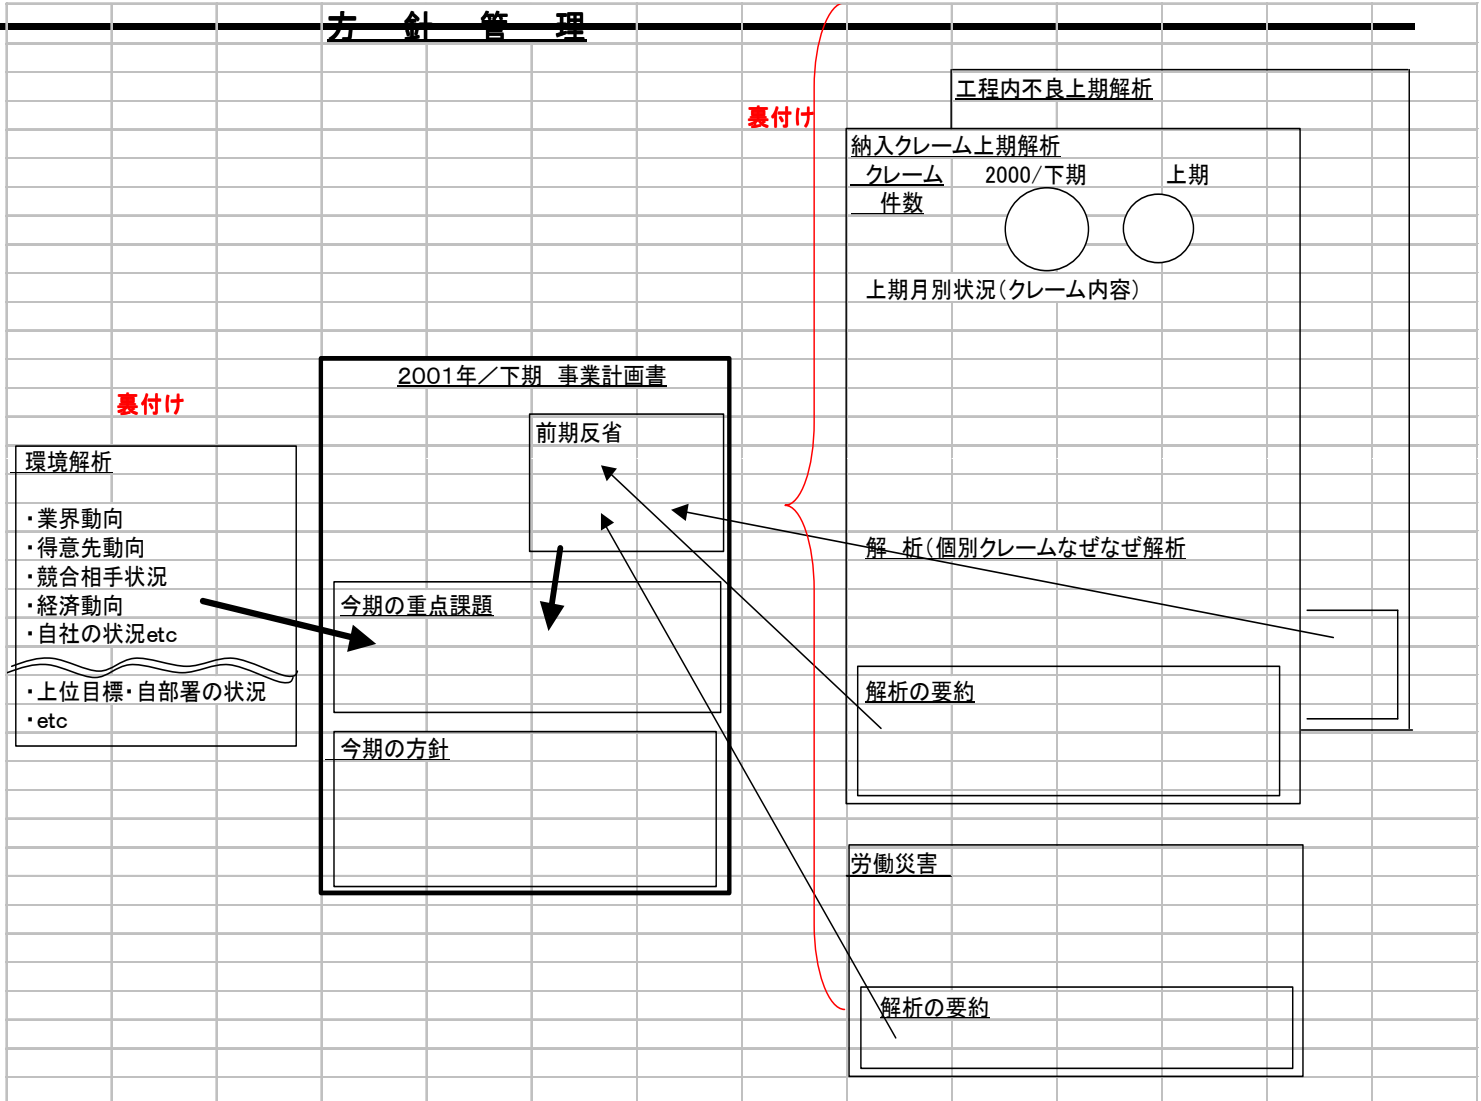 方　針　管　理
裏付け
工程内不良上期解析
納入クレーム上期解析
クレーム　2000/下期　上期
件数
上期月別状況（クレーム内容）
解　析（個別クレームなぜなぜ解析
解析の要約
労働災害
解析の要約
2001年／下期　事業計画書
前期反省
今期の重点課題
今期の方針
裏付け
環境解析
・業界動向
・得意先動向
・競合相手状況
・経済動向
・自社の状況etc
・上位目標・自部署の状況
・etc